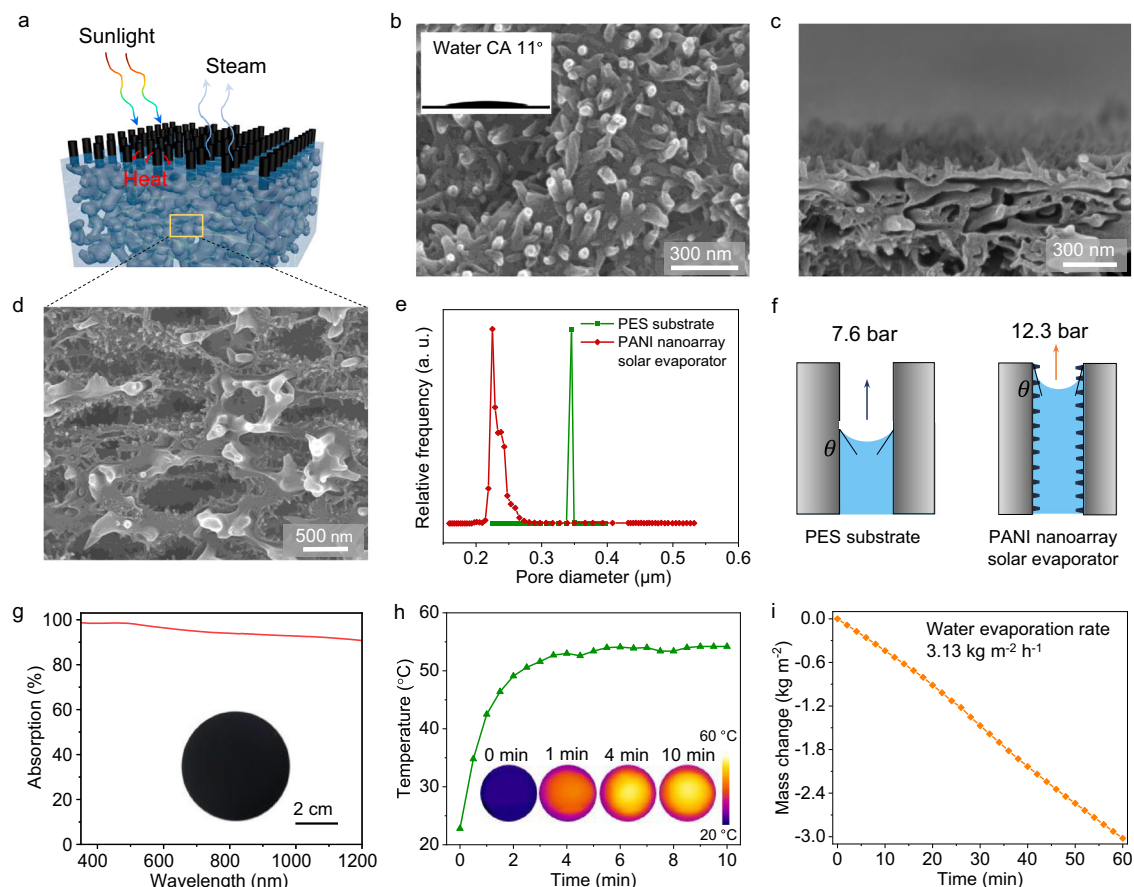 a
Sunlight
Steam
Heat
b
Water CA 11°
300 nm
c
300 nm
d
500 nm
e
Relative frequency (a. u.)
PES substrate
PANI nanoarray
solar evaporator
0.2 0.3 0.4 0.5 0.6
Pore diameter (µm)
f
7.6 bar
12.3 bar
θ
θ
PES substrate
PANI nanoarray
solar evaporator
g
Absorption (%)
100
80
60
40
20
0
2 cm
400 600 800 1000 1200
Wavelength (nm)
h
Temperature (°C)
60
50
40
30
20
60 °C
0 min 1 min 4 min 10 min
20 °C
0 2 4 6 8 10
Time (min)
i
Mass change (kg m⁻²)
0.0
-0.6
-1.2
-1.8
-2.4
-3.0
Water evaporation rate
3.13 kg m⁻² h⁻¹
0 10 20 30 40 50 60
Time (min)